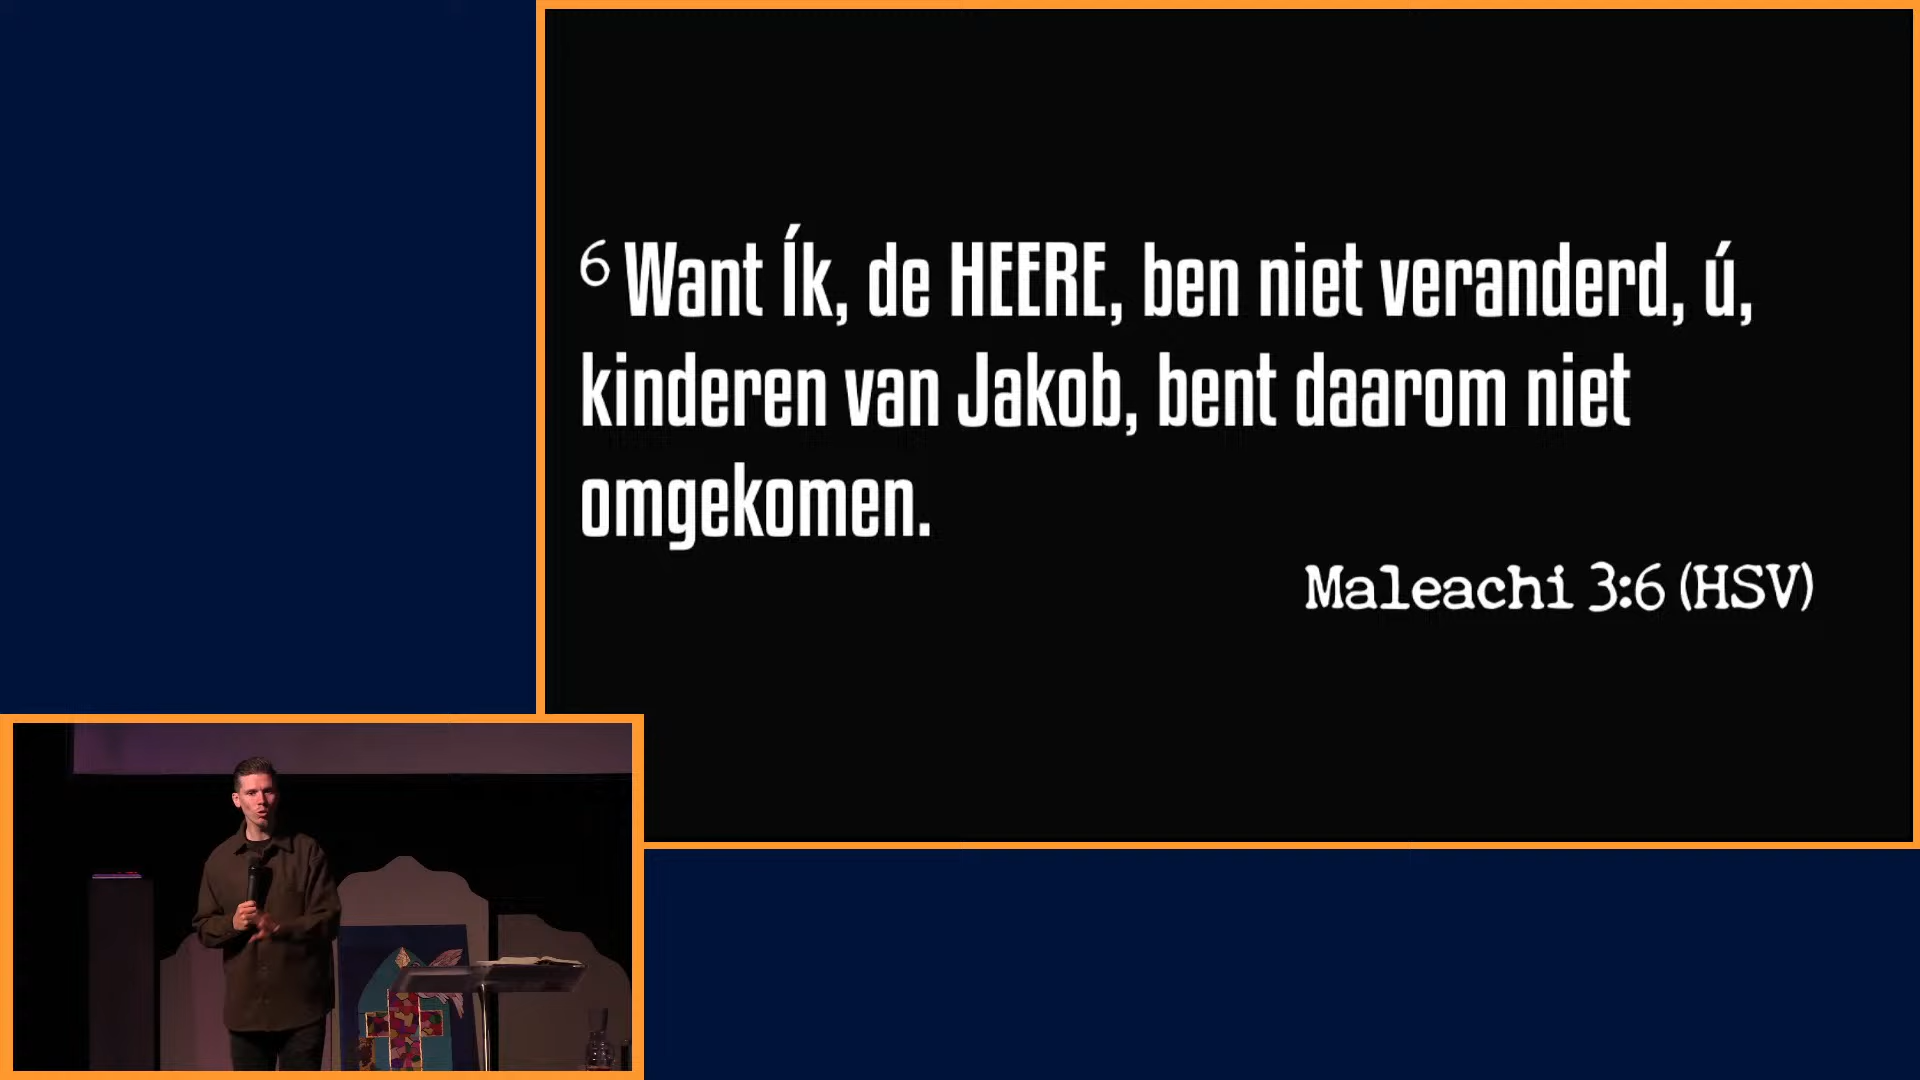 6 Want Ík, de HEERE, ben niet veranderd, ú,
kinderen van Jakob, bent daarom niet
omgekomen.
Maleachi 3:6 (HSV)